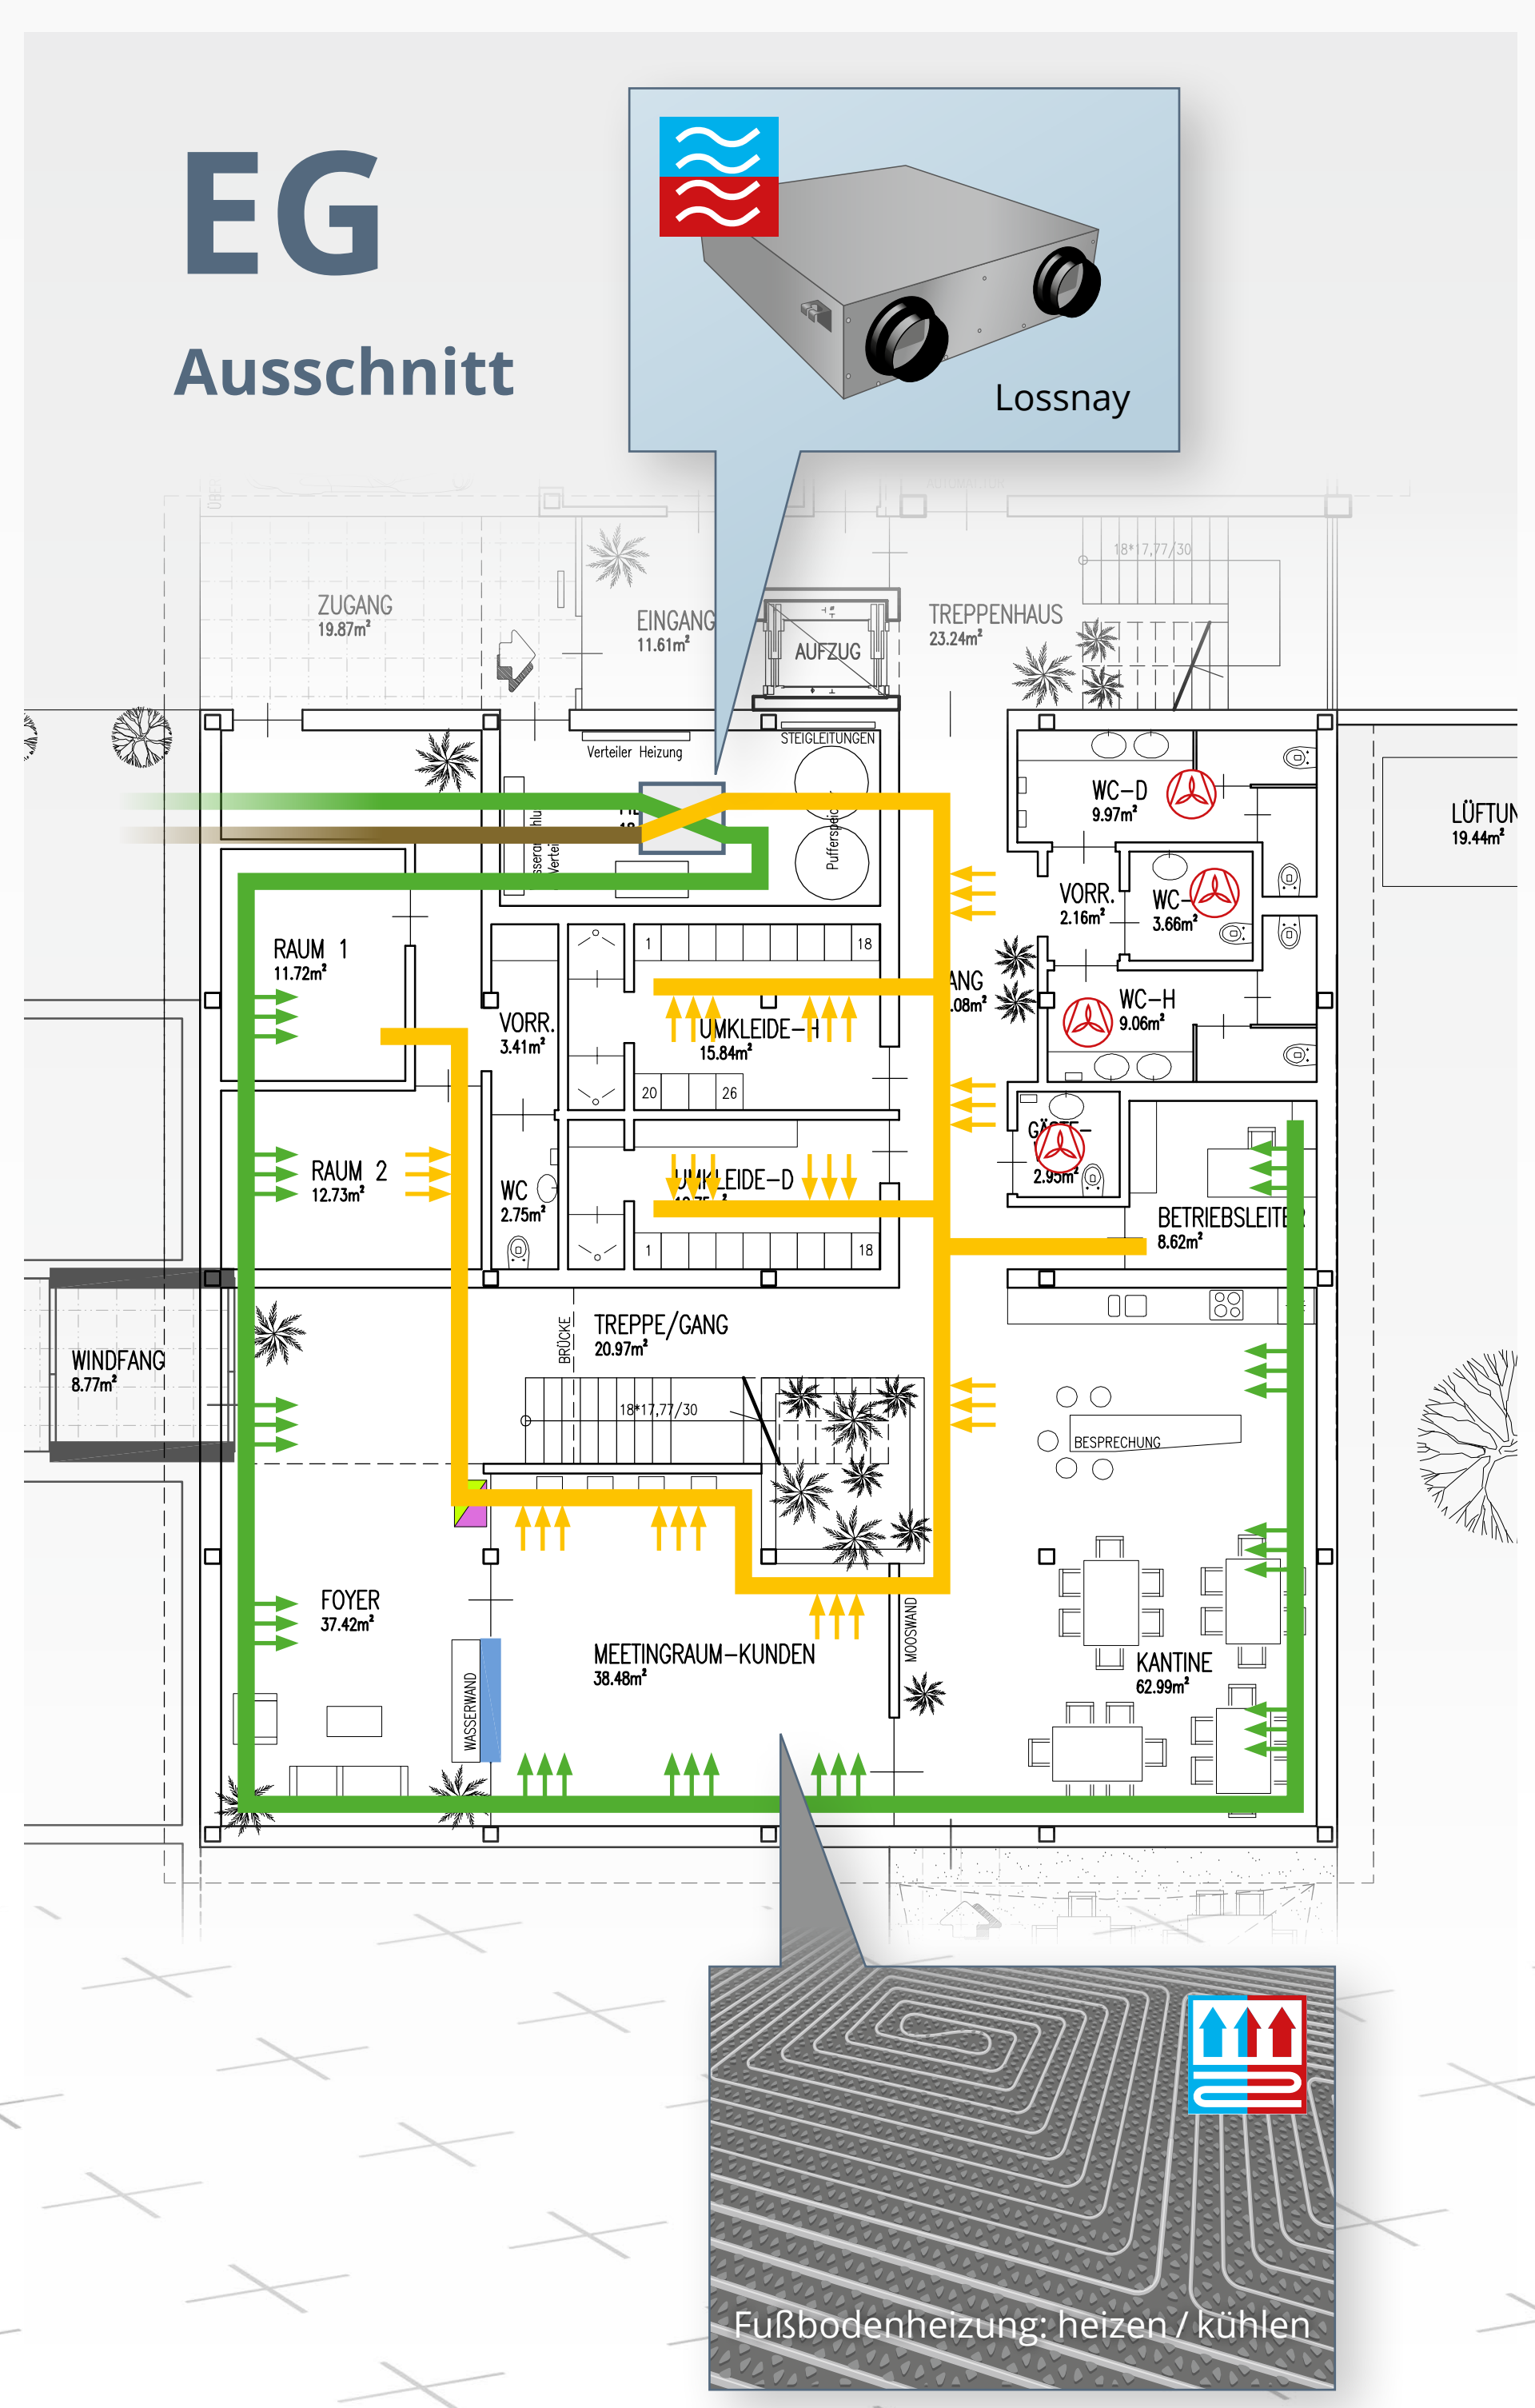 EG
Ausschnitt
Lossnay
AUTOMATION
18*17,77/30
ZUGANG
19.87m²
EINGANG
11.61m²
AUFZUG
TREPPENHAUS
23.24m²
Verteiler Heizung
STEIGLEITUNGEN
Pufferspeicher
WC-D
9.97m²
LÜFTUN
19.44m²
VORR.
2.16m²
WC-
3.66m²
RAUM 1
11.72m²
1
18
ANG
.08m²
WC-H
9.06m²
VORR.
3.41m²
UMKLEIDE-H
15.84m²
20
26
RAUM 2
12.73m²
WC
2.75m²
UMKLEIDE-D
GÄSTE-
2.95m²
BETRIEBSLEITER
8.62m²
1
18
WINDFANG
8.77m²
BRÜCKE
TREPPE/GANG
20.97m²
18*17,77/30
BESPRECHUNG
FOYER
37.42m²
MEETINGRAUM-KUNDEN
38.48m²
MOOSWAND
KANTINE
62.99m²
WASSERWAND
Fußbodenheizung: heizen / kühlen